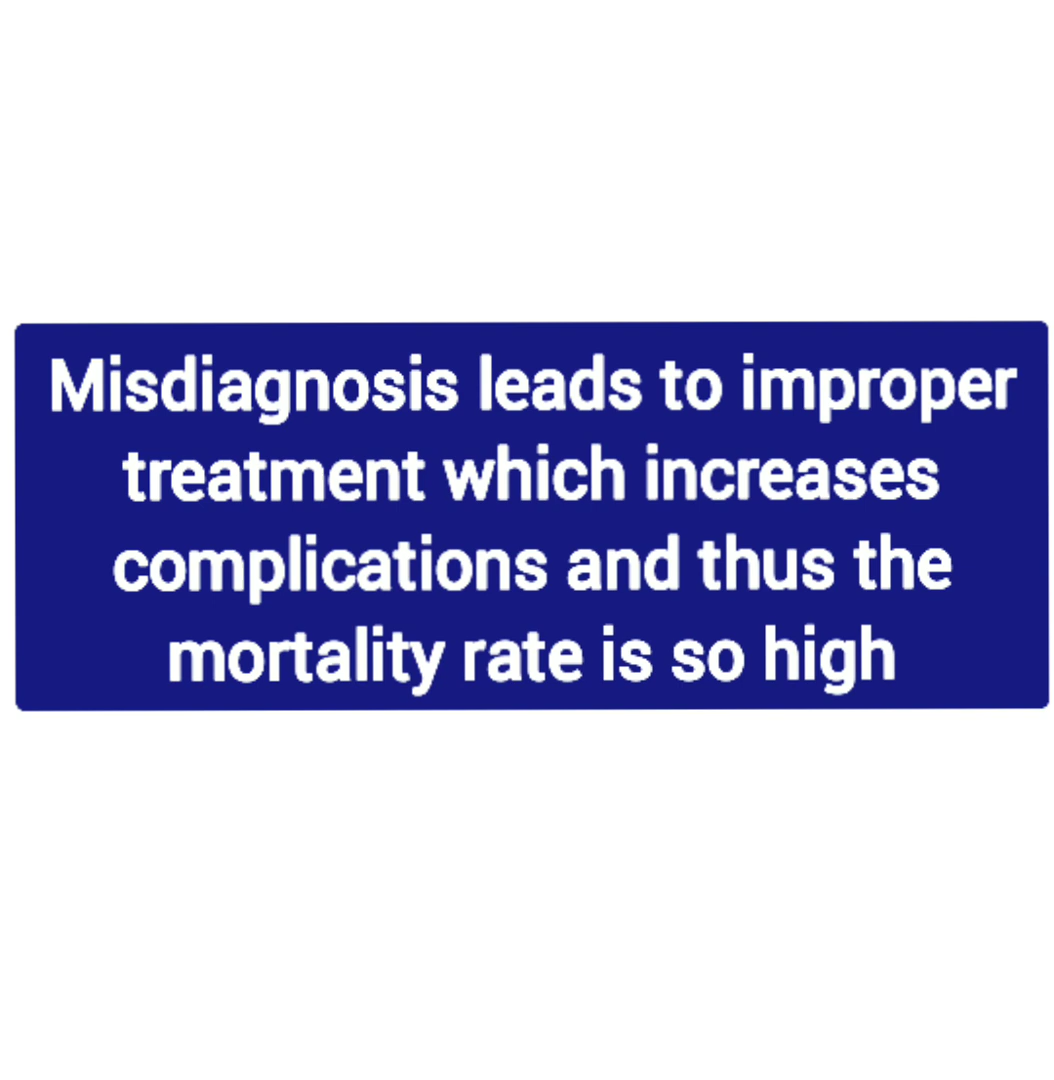 Misdiagnosis leads to improper
treatment which increases
complications and thus the
mortality rate is so high